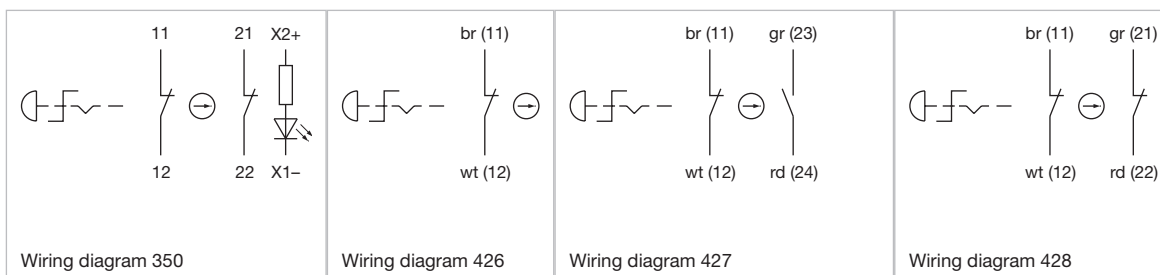 11 21 X2+
12 22 X1–
Wiring diagram 350
br (11)
wt (12)
Wiring diagram 426
br (11) gr (23)
wt (12) rd (24)
Wiring diagram 427
br (11) gr (21)
wt (12) rd (22)
Wiring diagram 428